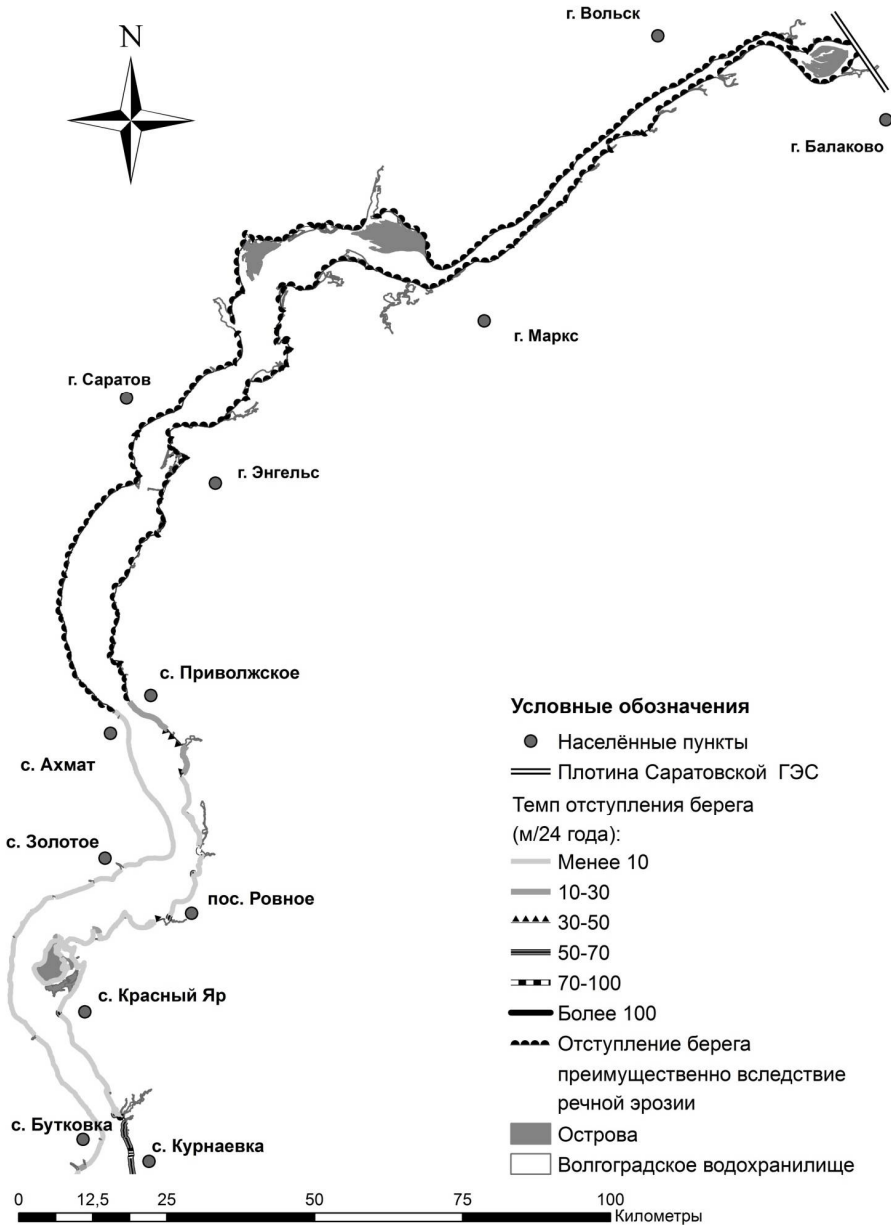 г. Вольск
N
г. Балаково
г. Маркс
г. Саратов
г. Энгельс
с. Приволжское
с. Ахмат
с. Золотое
пос. Ровное
с. Красный Яр
с. Бутковка
с. Курнаевка
Условные обозначения
Населённые пункты
Плотина Саратовской ГЭС
Темп отступления берега
(м/24 года):
Менее 10
10-30
30-50
50-70
70-100
Более 100
Отступление берега
преимущественно вследствие
речной эрозии
Острова
Волгоградское водохранилище
0 12,5 25 50 75 100
Километры